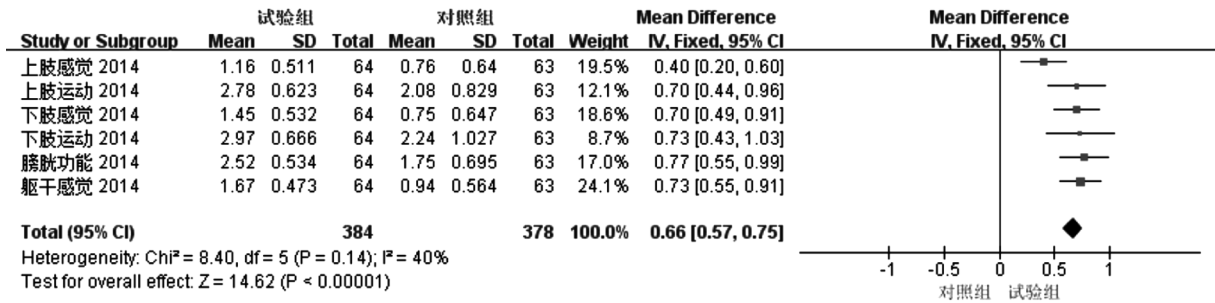 试验组 对照组 Mean Difference Mean Difference
Study or Subgroup Mean SD Total Mean SD Total Weight IV, Fixed, 95% CI IV, Fixed, 95% CI
上肢感觉 2014 1.16 0.511 64 0.76 0.64 63 19.5% 0.40 [0.20, 0.60]
上肢运动 2014 2.78 0.623 64 2.08 0.829 63 12.1% 0.70 [0.44, 0.96]
下肢感觉 2014 1.45 0.532 64 0.75 0.647 63 18.6% 0.70 [0.49, 0.91]
下肢运动 2014 2.97 0.666 64 2.24 1.027 63 8.7% 0.73 [0.43, 1.03]
膀胱功能 2014 2.52 0.534 64 1.75 0.695 63 17.0% 0.77 [0.55, 0.99]
躯干感觉 2014 1.67 0.473 64 0.94 0.564 63 24.1% 0.73 [0.55, 0.91]
Total (95% CI) 384 378 100.0% 0.66 [0.57, 0.75]
Heterogeneity: Chi² = 8.40, df = 5 (P = 0.14); I² = 40%
Test for overall effect: Z = 14.62 (P < 0.00001)
-1 -0.5 0 0.5 1
对照组 试验组